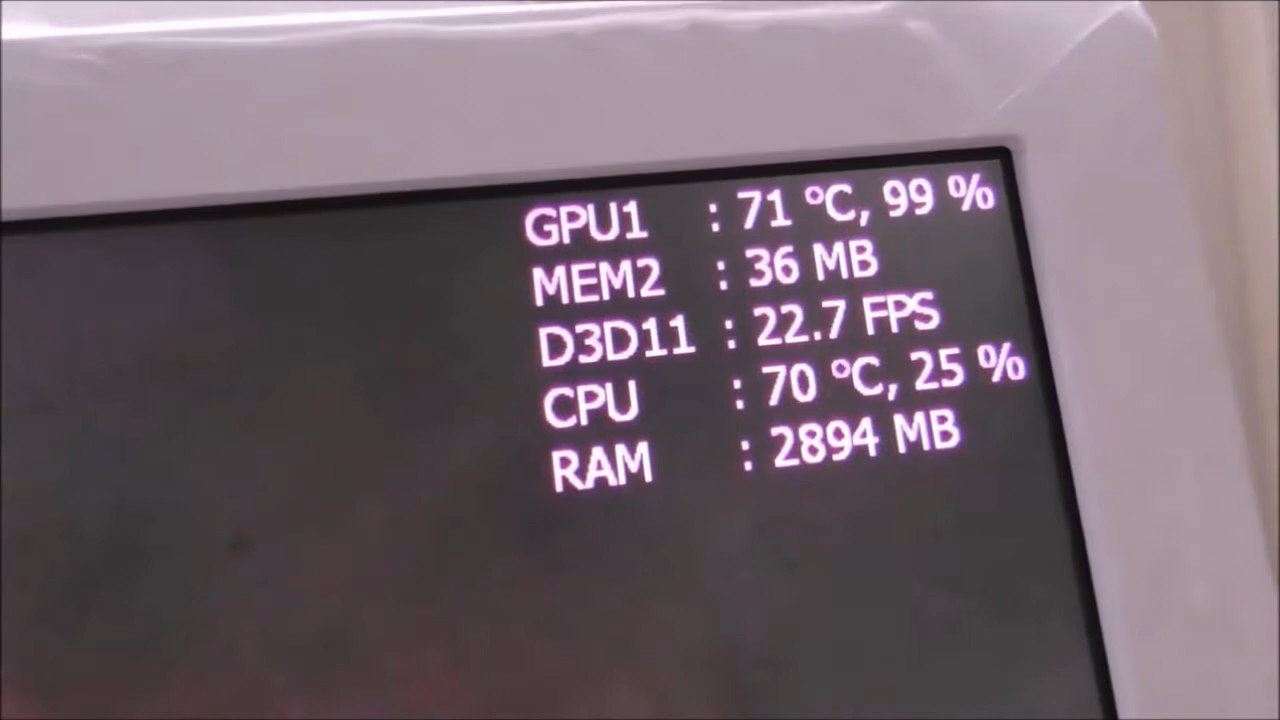 GPU1 : 71 °C, 99 %
MEM2 : 36 MB
D3D11 : 22.7 FPS
CPU : 70 °C, 25 %
RAM : 2894 MB